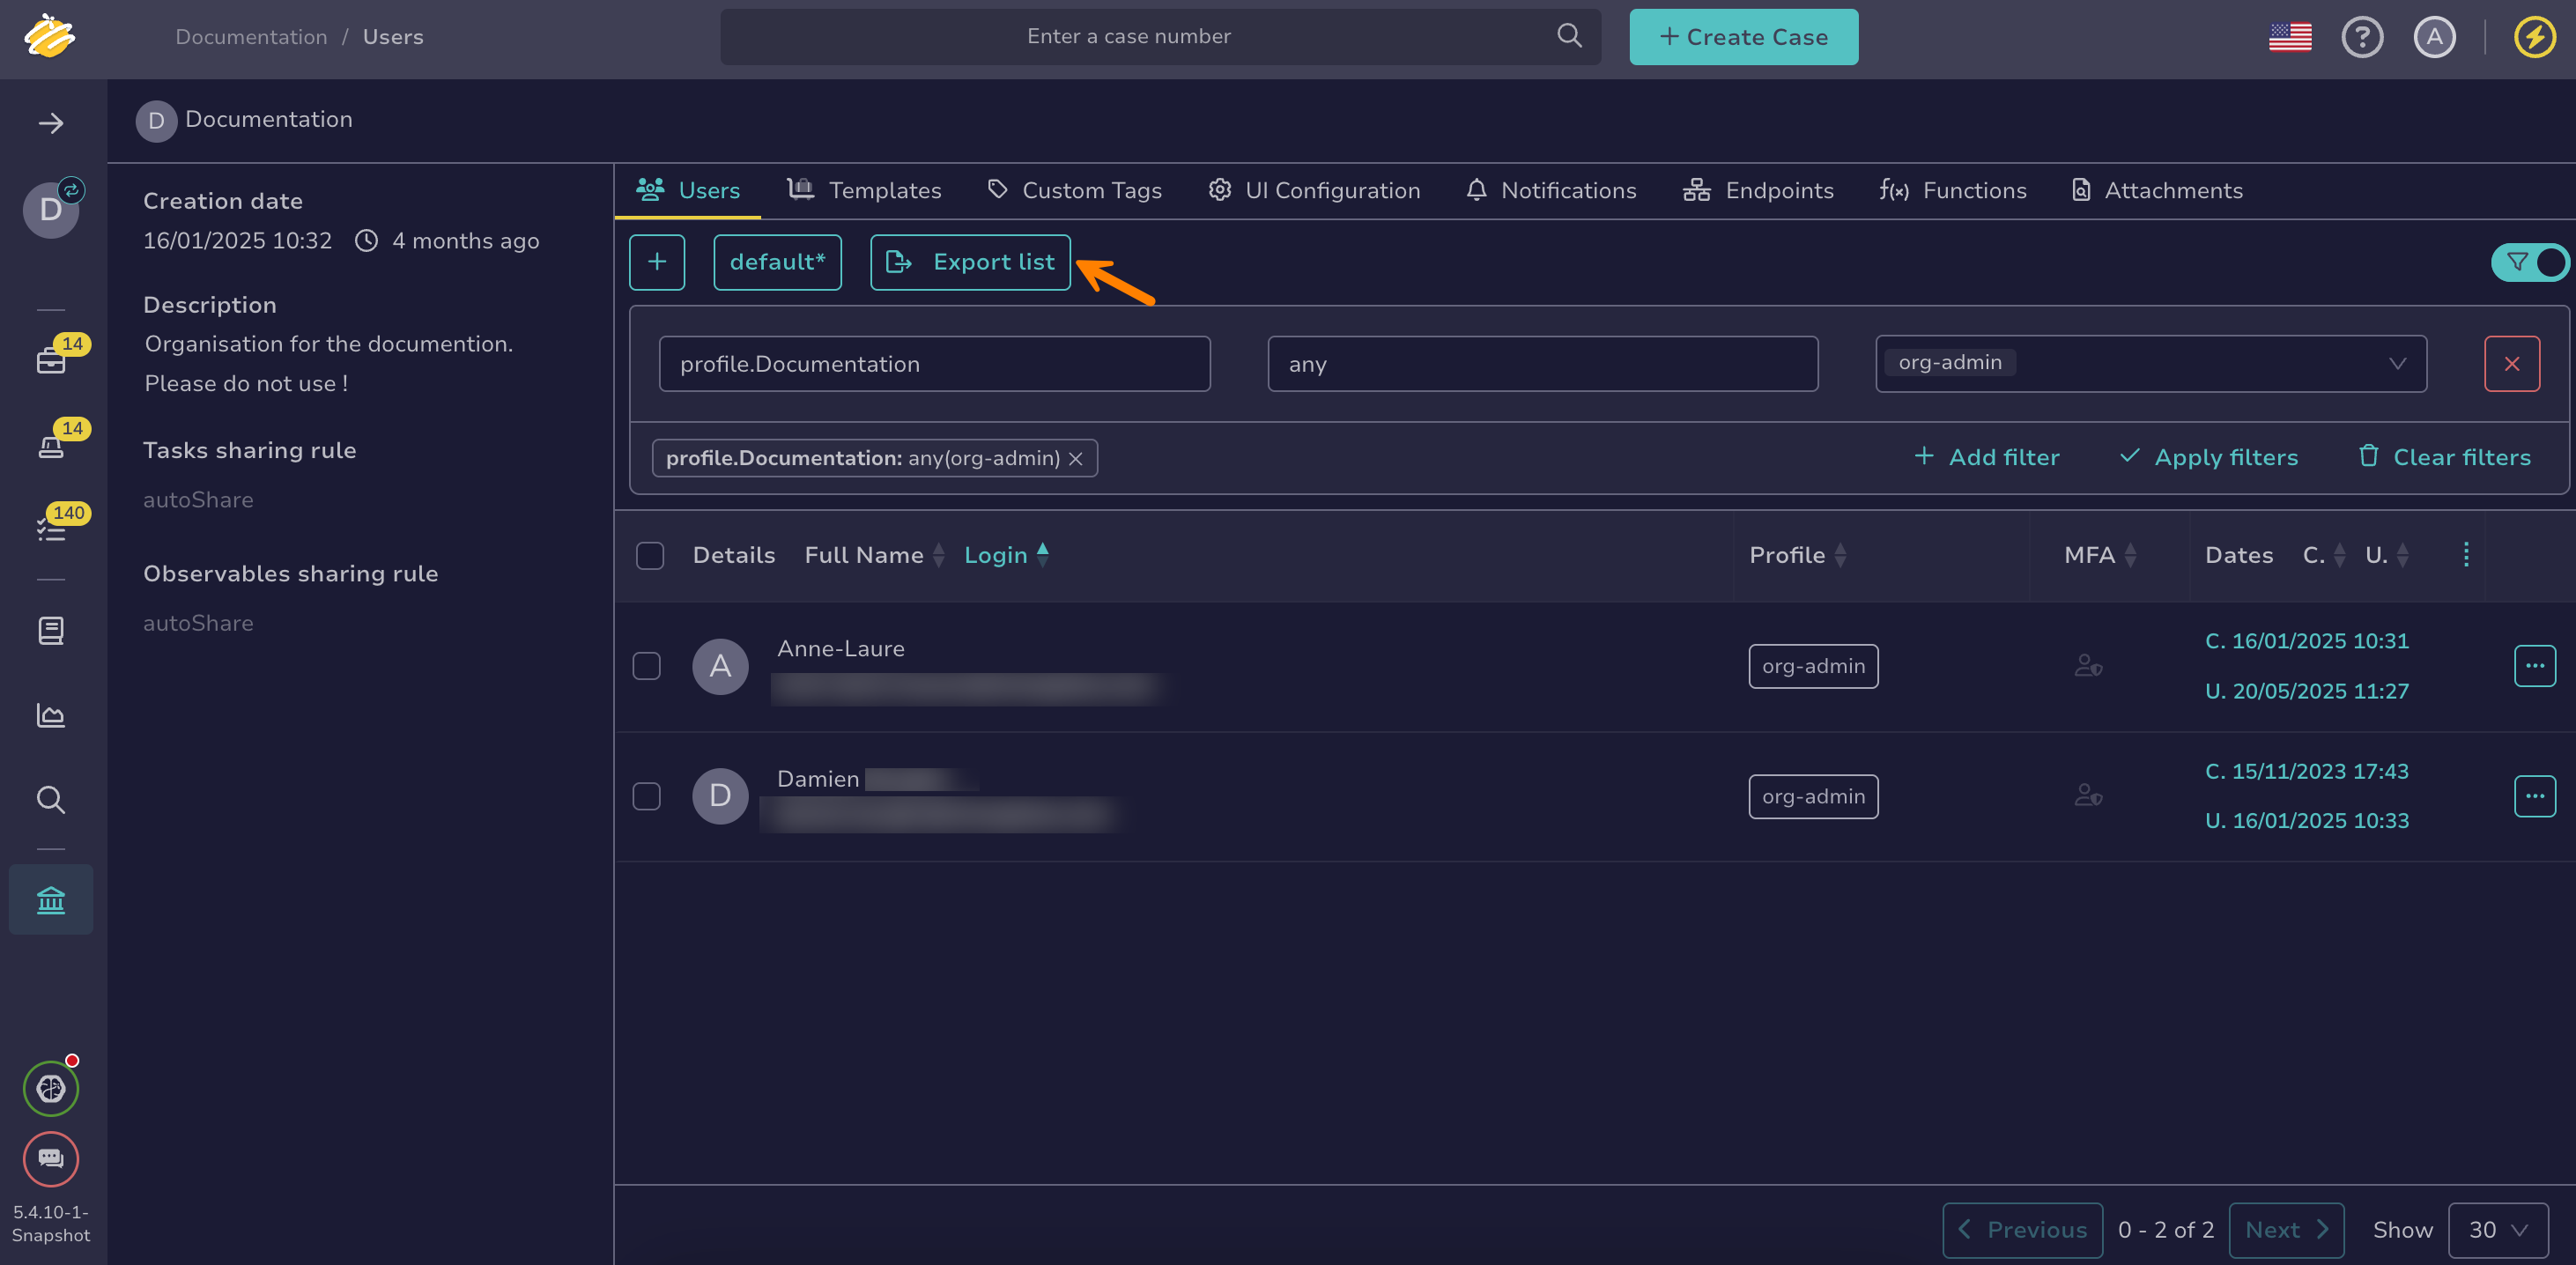 Documentation / Users
Enter a case number
+ Create Case
A
D Documentation
D
14
14
140
5.4.10-1-
Snapshot
Creation date
16/01/2025 10:32 4 months ago
Description
Organisation for the documention.
Please do not use !
Tasks sharing rule
autoShare
Observables sharing rule
autoShare
Users Templates Custom Tags UI Configuration Notifications Endpoints f(x) Functions Attachments
+ default* Export list
profile.Documentation any org-admin
profile.Documentation: any(org-admin) + Add filter Apply filters Clear filters
Details Full Name Login Profile MFA Dates C. U.
A Anne-Laure org-admin C. 16/01/2025 10:31
U. 20/05/2025 11:27
D Damien org-admin C. 15/11/2023 17:43
U. 16/01/2025 10:33
Previous 0 - 2 of 2 Next Show 30